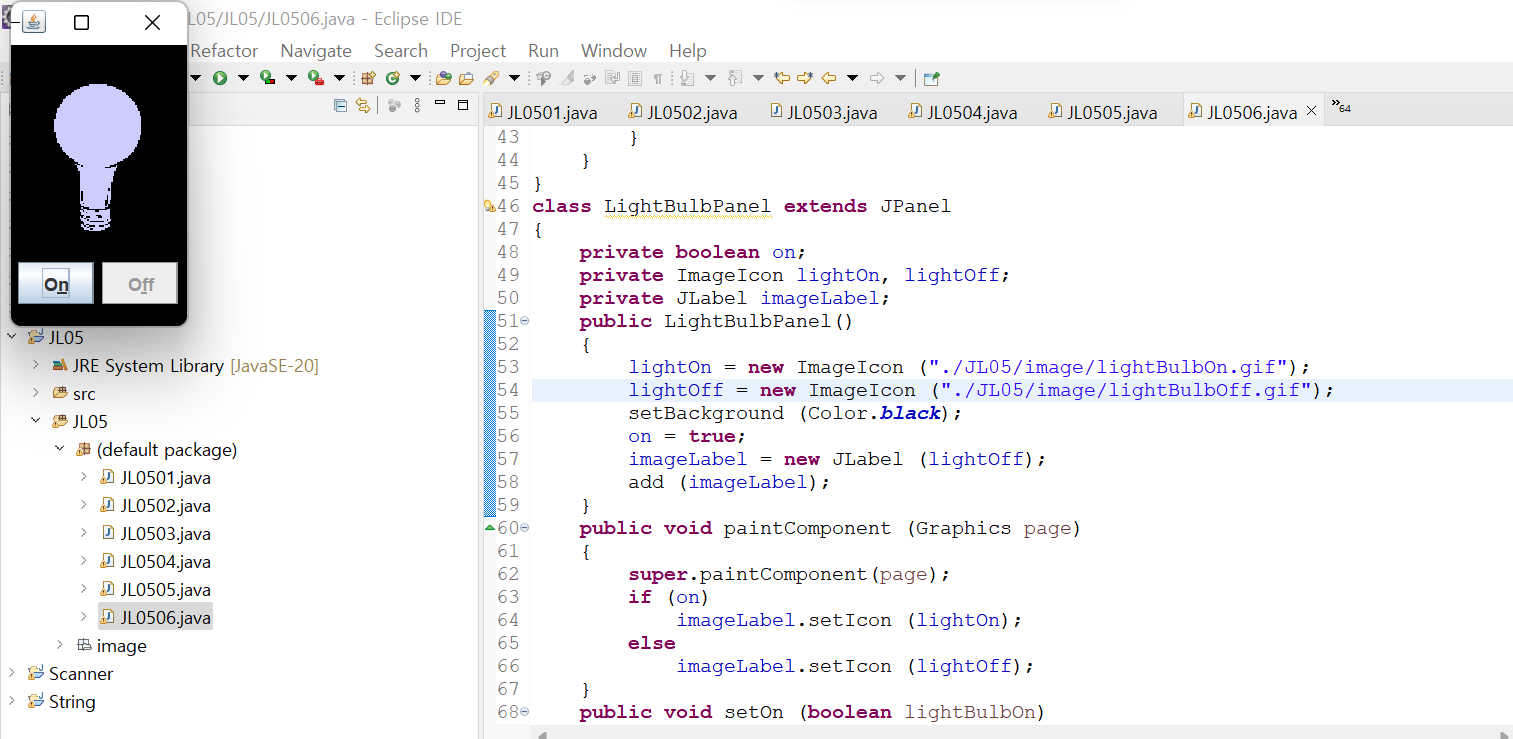 L05/JL05/JL0506.java - Eclipse IDE
Refactor Navigate Search Project Run Window Help
JL0501.java JL0502.java JL0503.java JL0504.java JL0505.java JL0506.java »64
On Off
JL05
JRE System Library [JavaSE-20]
src
JL05
(default package)
JL0501.java
JL0502.java
JL0503.java
JL0504.java
JL0505.java
JL0506.java
image
Scanner
String
43 }
44 }
45 }
46 class LightBulbPanel extends JPanel
47 {
48 private boolean on;
49 private ImageIcon lightOn, lightOff;
50 private JLabel imageLabel;
51 public LightBulbPanel()
52 {
53 lightOn = new ImageIcon ("./JL05/image/lightBulbOn.gif");
54 lightOff = new ImageIcon ("./JL05/image/lightBulbOff.gif");
55 setBackground (Color.black);
56 on = true;
57 imageLabel = new JLabel (lightOff);
58 add (imageLabel);
59 }
60 public void paintComponent (Graphics page)
61 {
62 super.paintComponent(page);
63 if (on)
64 imageLabel.setIcon (lightOn);
65 else
66 imageLabel.setIcon (lightOff);
67 }
68 public void setOn (boolean lightBulbOn)